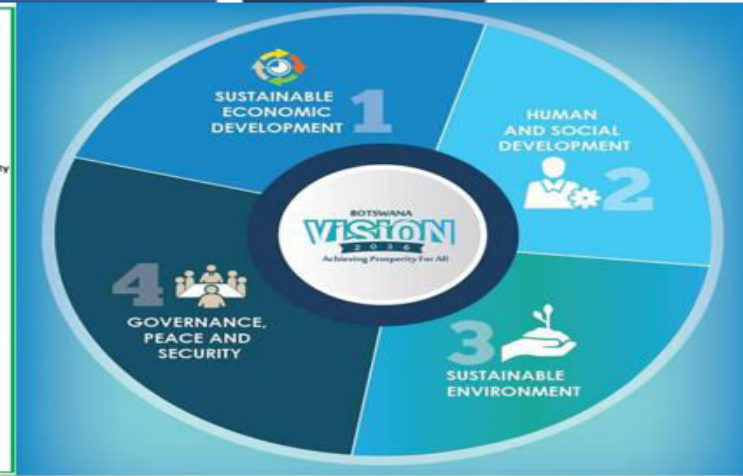 SUSTAINABLE
ECONOMIC
DEVELOPMENT
1
HUMAN
AND SOCIAL
DEVELOPMENT
2
3
SUSTAINABLE
ENVIRONMENT
4
GOVERNANCE,
PEACE AND
SECURITY
BOTSWANA
VISION
2036
Achieving Prosperity For All